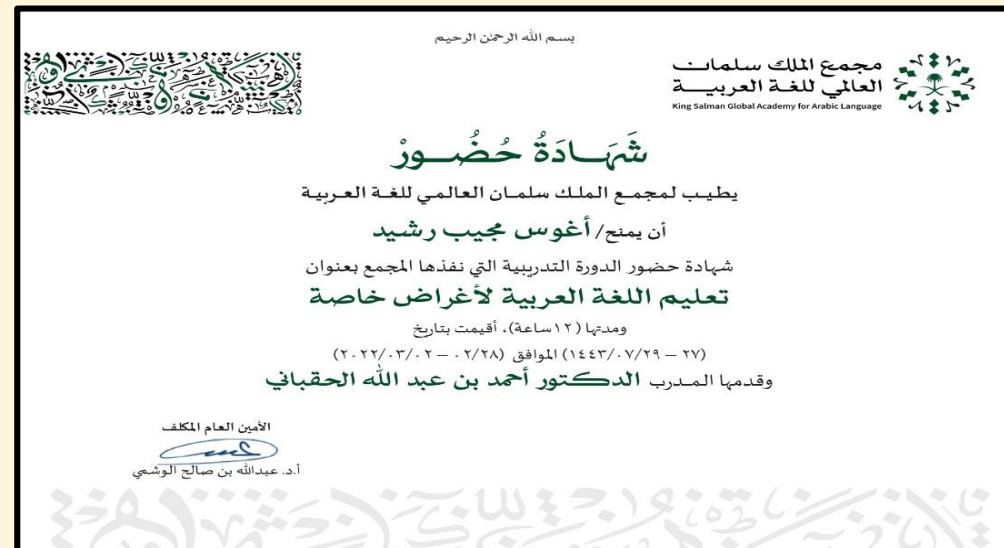 بسم الله الرحمن الرحيم
مجمع الملك سلمان
العالمي للغة العربية
King Salman Global Academy for Arabic Language
شَهَادَةُ حُضُورْ
يطيب لمجمع الملك سلمان العالمي للغة العربية
أن يمنح/ أغوس مجيب رشيد
شهادة حضور الدورة التدريبية التي نفذها المجمع بعنوان
تعليم اللغة العربية لأغراض خاصة
ومدتها (١٢ ساعة)، أقيمت بتاريخ
(٢٧ – ١٤٤٣/٠٧/٢٩) الموافق (٠٢/٢٨ – ٢٠٢٢/٠٣/٠٢)
وقدمها المدرب الدكتور أحمد بن عبد الله الحقباني
الأمين العام المكلف
أ.د. عبدالله بن صالح الوشمي